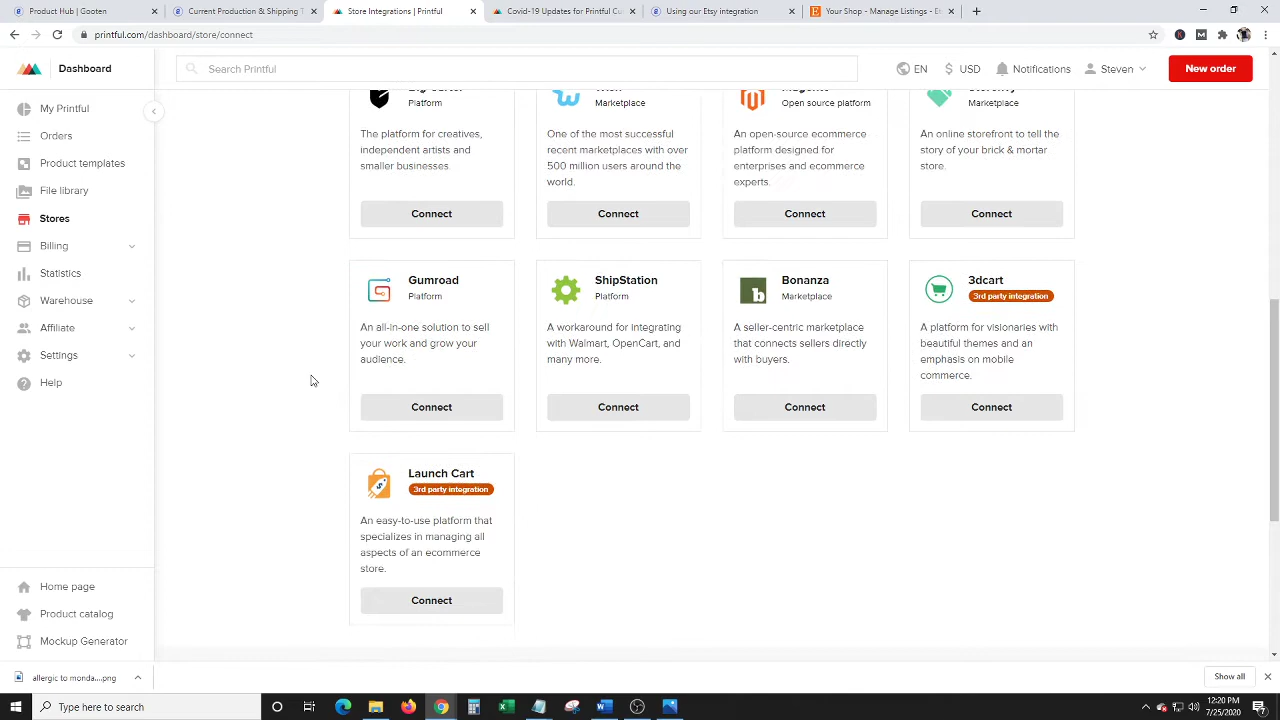 Product Hub | Gooten
Current Production & Shipping T
Store Integrations | Printful
Covid-19 Updates for Printful Cu
Using our Etsy integration
Your Shop - Manage Listings - Et
printful.com/dashboard/store/connect
Dashboard
Search Printful
EN
USD
Notifications
Steven
New order
My Printful
Orders
Product templates
File library
Stores
Billing
Statistics
Warehouse
Affiliate
Settings
Help
Home page
Product catalog
Mockup Generator
Platform
The platform for creatives,
independent artists and
smaller businesses.
Connect
Marketplace
One of the most successful
recent marketplaces with over
500 million users around the
world.
Connect
Open source platform
An open-source ecommerce
platform designed for
enterprises and ecommerce
experts.
Connect
Marketplace
An online storefront to tell the
story of your brick & mortar
store.
Connect
Gumroad
Platform
An all-in-one solution to sell
your work and grow your
audience.
Connect
ShipStation
Platform
A workaround for integrating
with Walmart, OpenCart, and
many more.
Connect
Bonanza
Marketplace
A seller-centric marketplace
that connects sellers directly
with buyers.
Connect
3dcart
3rd party integration
A platform for visionaries with
beautiful themes and an
emphasis on mobile
commerce.
Connect
Launch Cart
3rd party integration
An easy-to-use platform that
specializes in managing all
aspects of an ecommerce
store.
Connect
allergic to monda....png
Show all
Type here to search
12:20 PM
7/25/2020